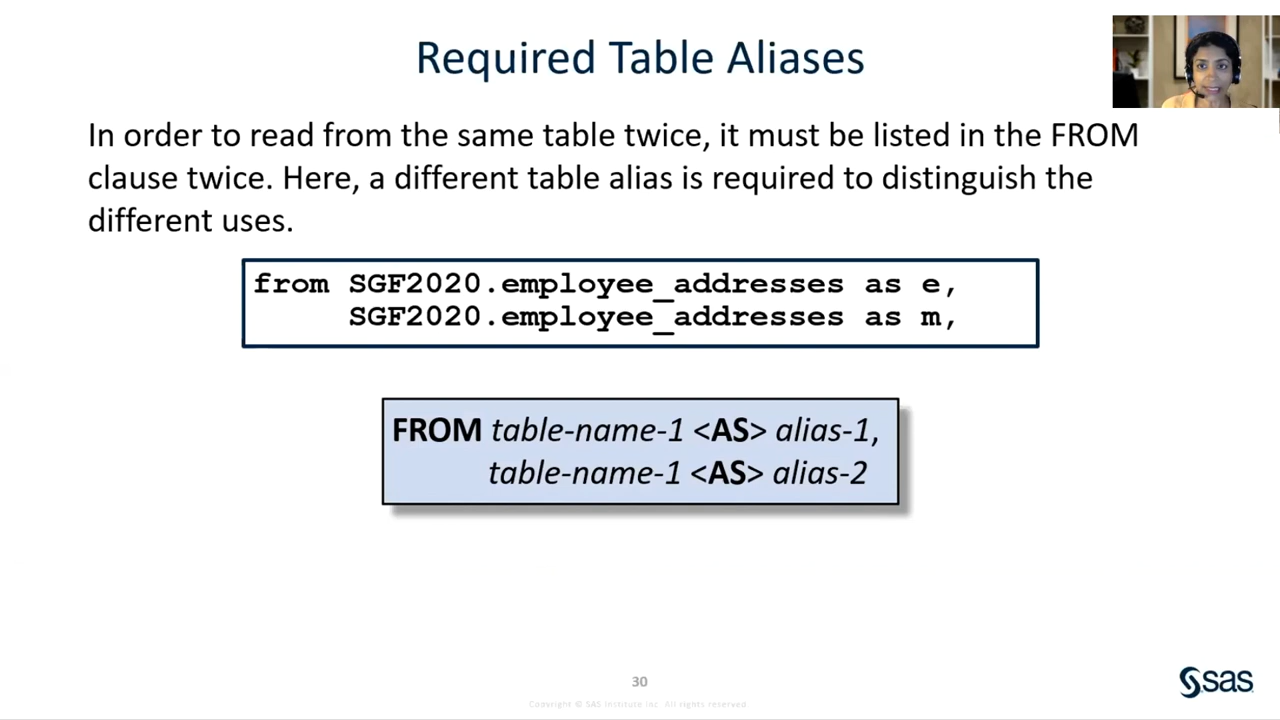 Required Table Aliases
In order to read from the same table twice, it must be listed in the FROM
clause twice. Here, a different table alias is required to distinguish the
different uses.
from SGF2020.employee_addresses as e,
SGF2020.employee_addresses as m,
FROM table-name-1 <AS> alias-1,
table-name-1 <AS> alias-2
30
Copyright © SAS Institute Inc. All rights reserved.
sas